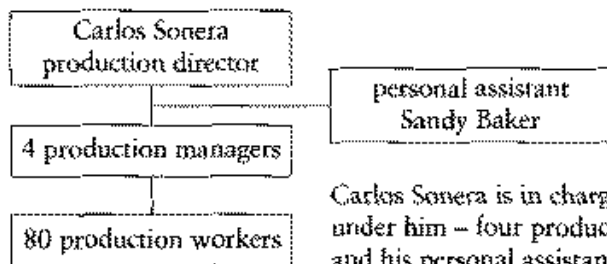 Carlos Sonera
production director
personal assistant
Sandy Baker
4 production managers
80 production workers
Carlos Sonera is in charg
under him – four produc
and his personal assistan